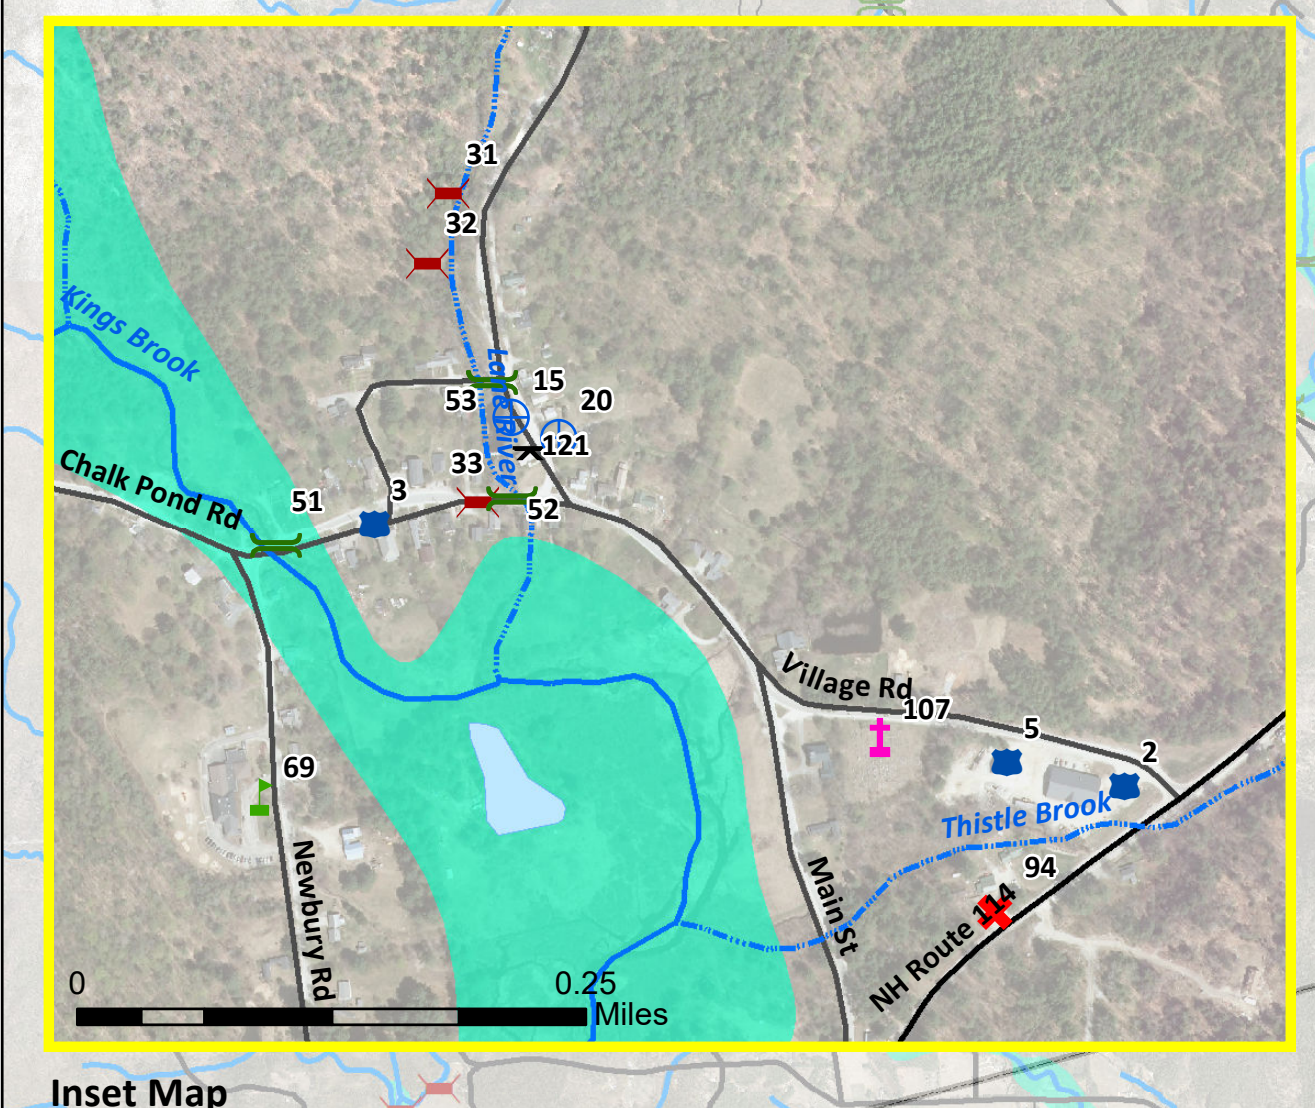 31
32
Kings Brook
Lane River
15
53
20
121
33
Chalk Pond Rd
51
3
52
Village Rd
107
5
2
69
Thistle Brook
94
Newbury Rd
Main St
NH Route 114
0 0.25
Miles
Inset Map